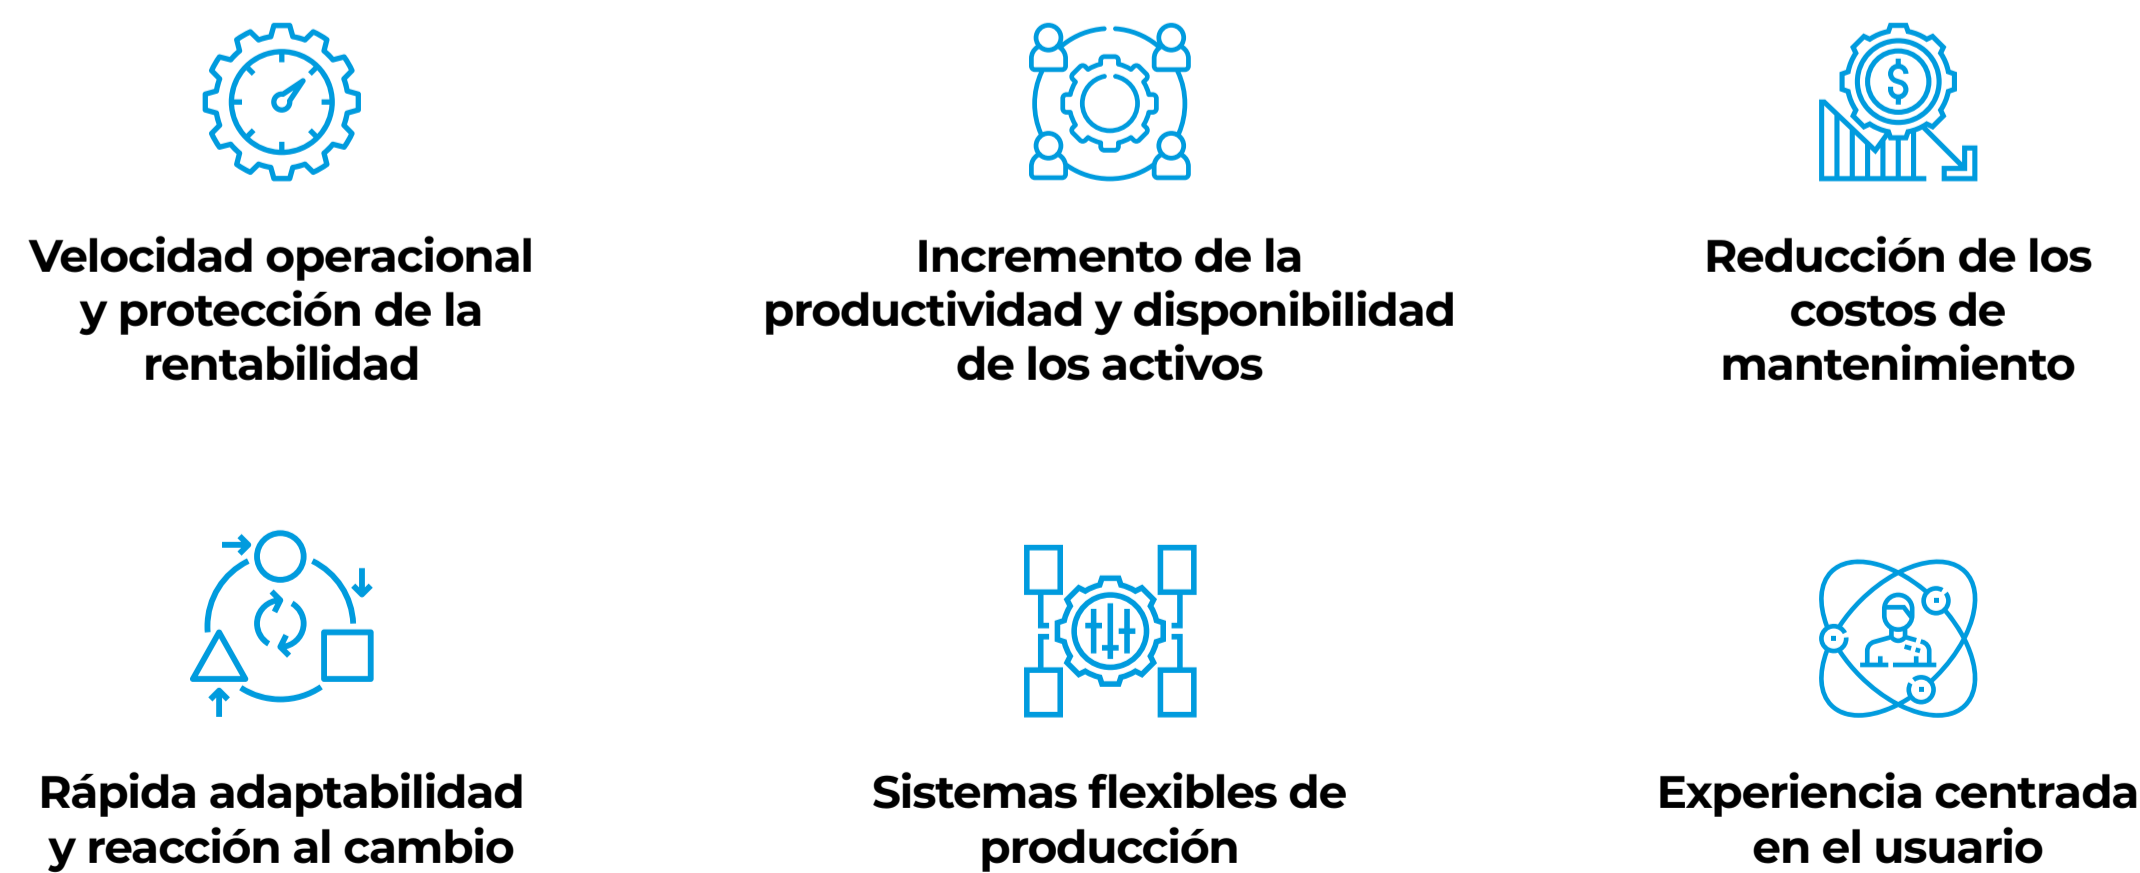 Velocidad operacional
y protección de la
rentabilidad
Incremento de la
productividad y disponibilidad
de los activos
$
Reducción de los
costos de
mantenimiento
Rápida adaptabilidad
y reacción al cambio
Sistemas flexibles de
producción
Experiencia centrada
en el usuario